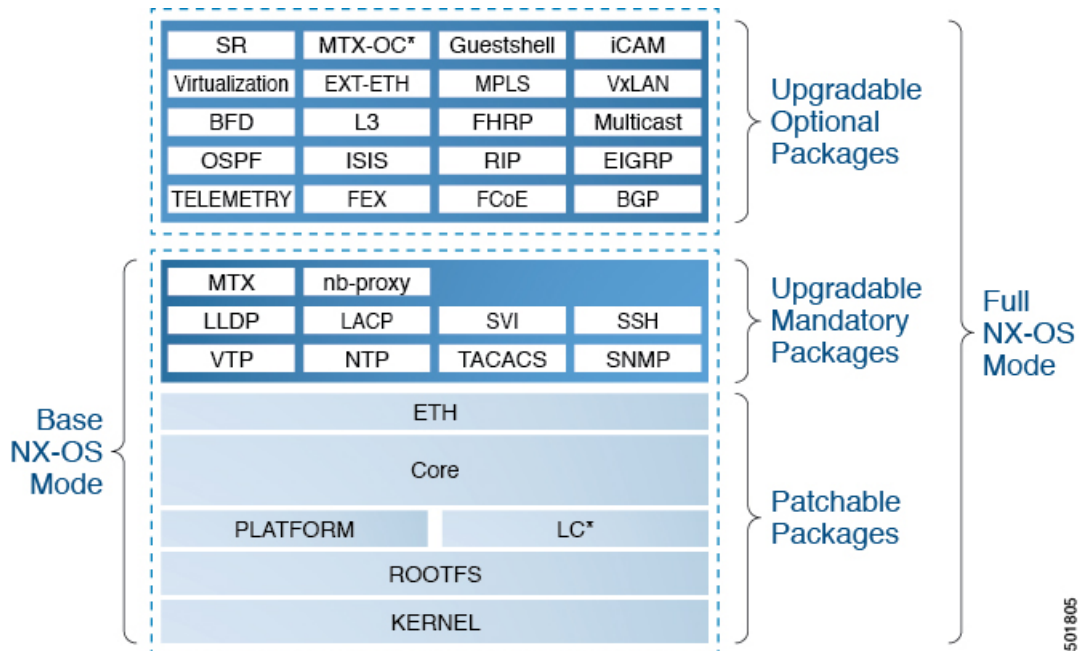 SR MTX-OC* Guestshell iCAM
Virtualization EXT-ETH MPLS VxLAN
BFD L3 FHRP Multicast
OSPF ISIS RIP EIGRP
TELEMETRY FEX FCoE BGP
Upgradable
Optional
Packages
MTX nb-proxy
LLDP LACP SVI SSH
VTP NTP TACACS SNMP
Upgradable
Mandatory
Packages
Full
NX-OS
Mode
Base
NX-OS
Mode
ETH
Core
PLATFORM LC*
ROOTFS
KERNEL
Patchable
Packages
501805